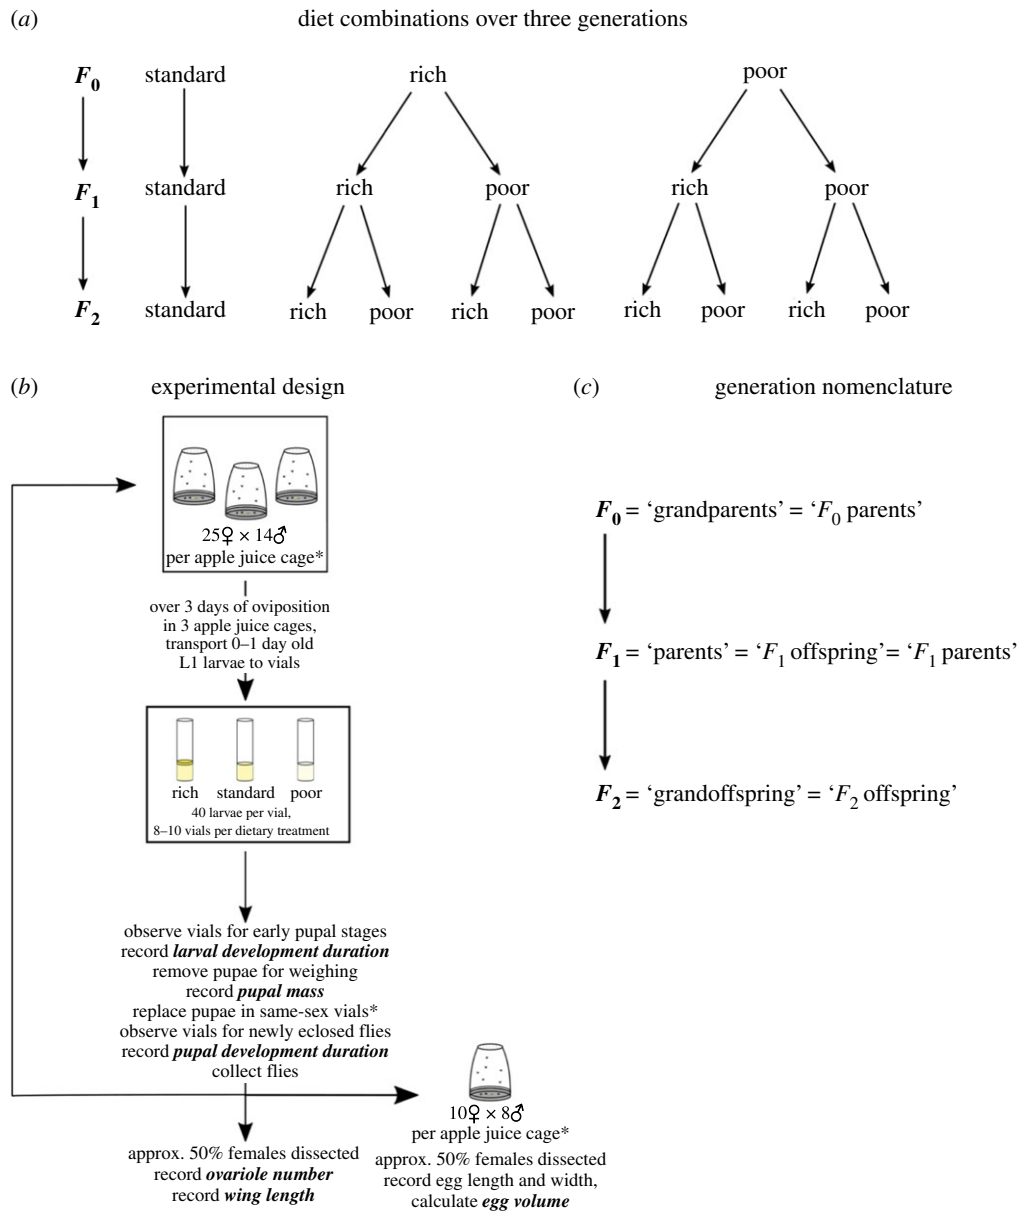 (a) diet combinations over three generations
F0 standard rich poor
F1 standard rich poor rich poor
F2 standard rich poor rich poor rich poor rich poor
(b) experimental design
25♀ × 14♂
per apple juice cage*
over 3 days of oviposition
in 3 apple juice cages,
transport 0–1 day old
L1 larvae to vials
rich standard poor
40 larvae per vial,
8–10 vials per dietary treatment
observe vials for early pupal stages
record larval development duration
remove pupae for weighing
record pupal mass
replace pupae in same-sex vials*
observe vials for newly eclosed flies
record pupal development duration
collect flies
approx. 50% females dissected
record ovariole number
record wing length
10♀ × 8♂
per apple juice cage*
approx. 50% females dissected
record egg length and width,
calculate egg volume
(c) generation nomenclature
F0 = ‘grandparents’ = ‘F0 parents’
F1 = ‘parents’ = ‘F1 offspring’= ‘F1 parents’
F2 = ‘grandoffspring’ = ‘F2 offspring’